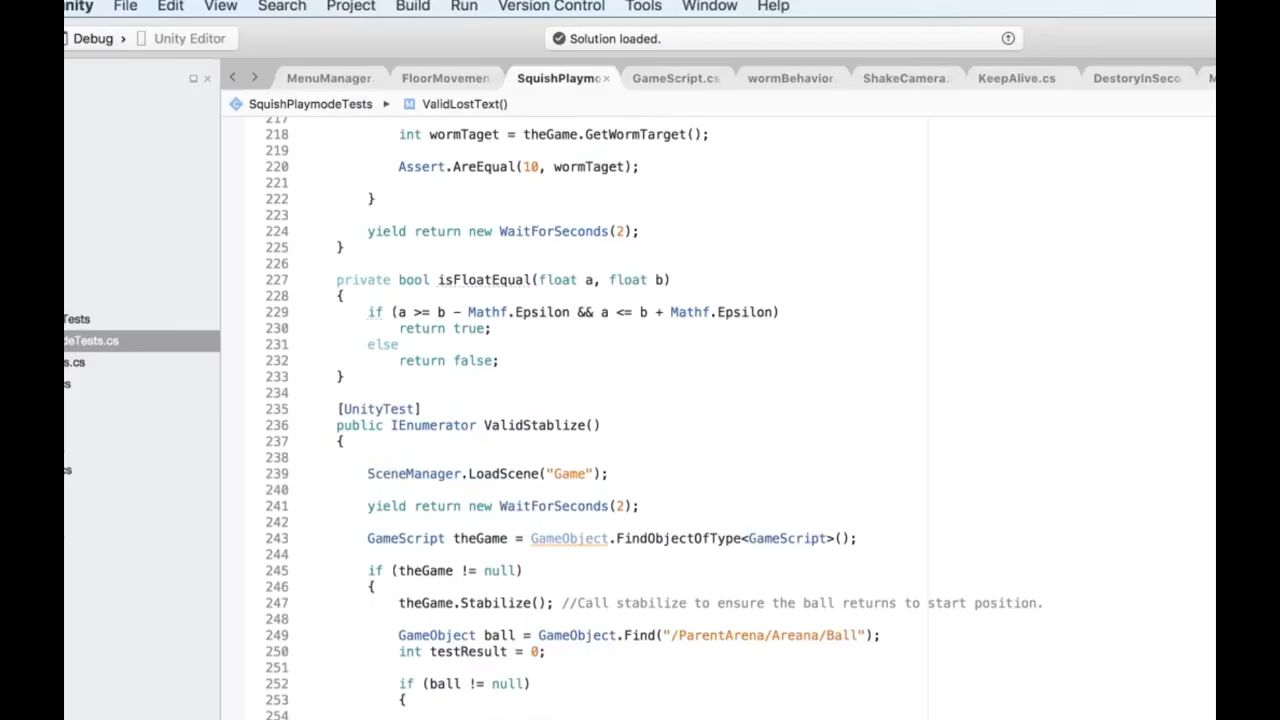 nity File Edit View Search Project Build Run Version Control Tools Window Help
Debug › Unity Editor
Solution loaded.
MenuManager. FloorMovemen SquishPlaymo× GameScript.cs wormBehavior. ShakeCamera. KeepAlive.cs DestoryInSeco M
SquishPlaymodeTests ▸ ValidLostText()
Tests
deTests.cs
s.cs
s
cs
217
218 int wormTaget = theGame.GetWormTarget();
219
220 Assert.AreEqual(10, wormTaget);
221
222 }
223
224 yield return new WaitForSeconds(2);
225 }
226
227 private bool isFloatEqual(float a, float b)
228 {
229 if (a >= b - Mathf.Epsilon && a <= b + Mathf.Epsilon)
230 return true;
231 else
232 return false;
233 }
234
235 [UnityTest]
236 public IEnumerator ValidStablize()
237 {
238
239 SceneManager.LoadScene("Game");
240
241 yield return new WaitForSeconds(2);
242
243 GameScript theGame = GameObject.FindObjectOfType<GameScript>();
244
245 if (theGame != null)
246 {
247 theGame.Stabilize(); //Call stabilize to ensure the ball returns to start position.
248
249 GameObject ball = GameObject.Find("/ParentArena/Areana/Ball");
250 int testResult = 0;
251
252 if (ball != null)
253 {
254